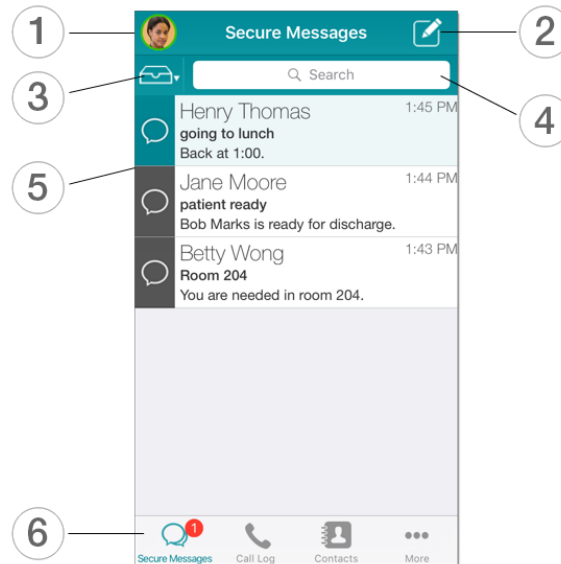 1
Secure Messages
2
3
Search
4
Henry Thomas 1:45 PM
going to lunch
Back at 1:00.
5
Jane Moore 1:44 PM
patient ready
Bob Marks is ready for discharge.
Betty Wong 1:43 PM
Room 204
You are needed in room 204.
6
1
Secure Messages Call Log Contacts More